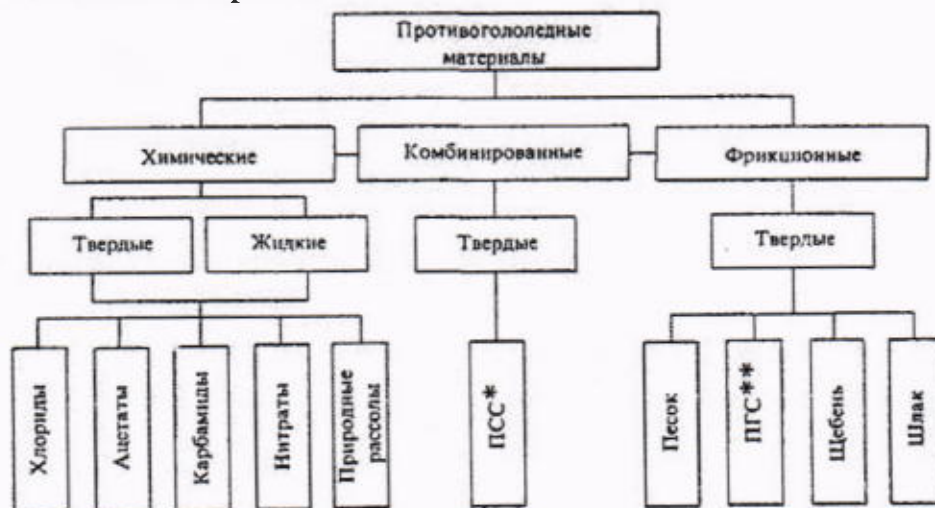 Противогололедные
материалы
Химические
Комбинированные
Фрикционные
Твердые
Жидкие
Твердые
Твердые
Хлориды
Ацетаты
Карбамиды
Нитраты
Природные
рассолы
ПСС*
Песок
ПГС**
Щебень
Шлак